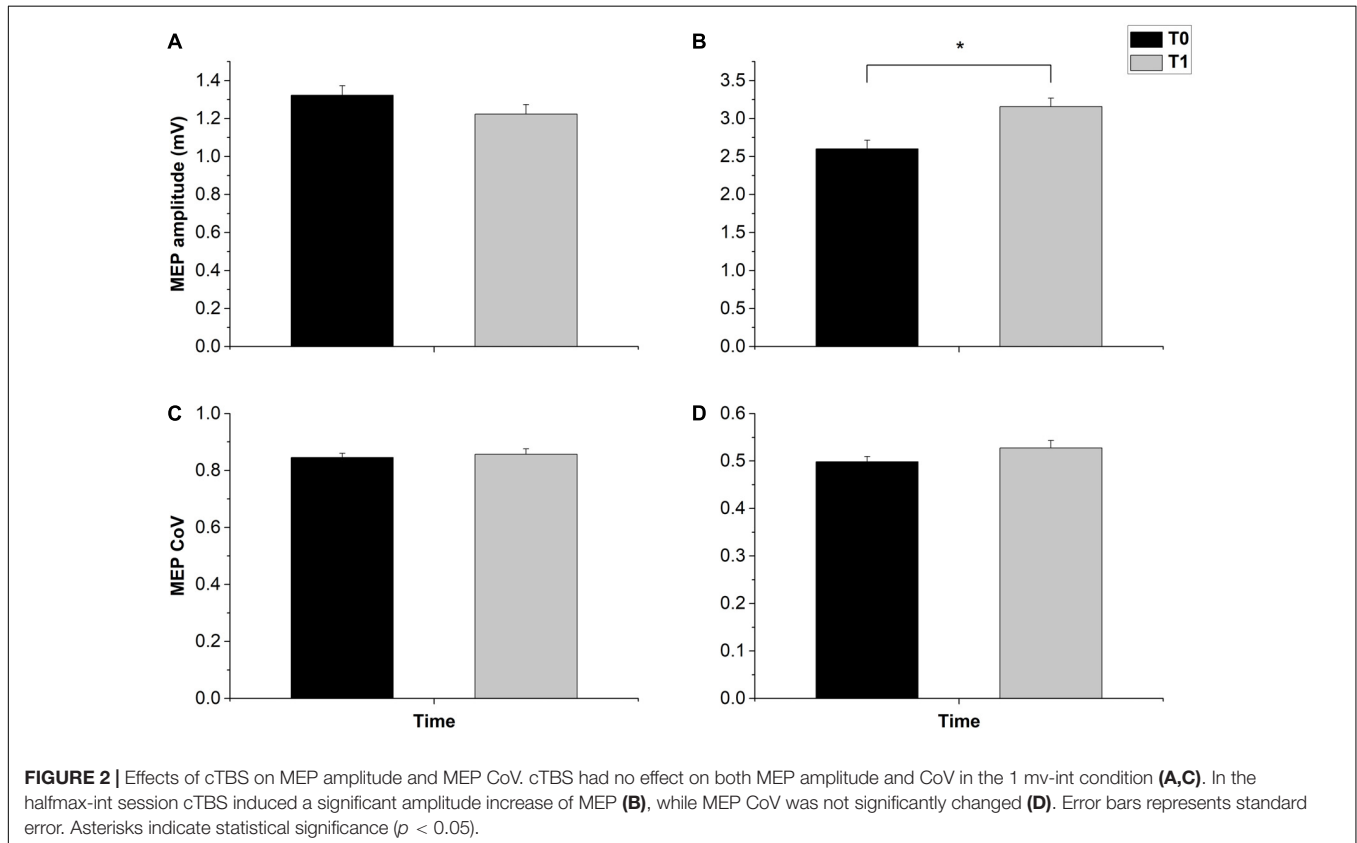 A
B
*
T0
T1
MEP amplitude (mV)
1.4
1.2
1.0
0.8
0.6
0.4
0.2
0.0
3.5
3.0
2.5
2.0
1.5
1.0
0.5
0.0
C
D
MEP CoV
1.0
0.8
0.6
0.4
0.2
0.0
Time
0.6
0.5
0.4
0.3
0.2
0.1
0.0
Time
FIGURE 2 | Effects of cTBS on MEP amplitude and MEP CoV. cTBS had no effect on both MEP amplitude and CoV in the 1 mv-int condition (A,C). In the
halfmax-int session cTBS induced a significant amplitude increase of MEP (B), while MEP CoV was not significantly changed (D). Error bars represents standard
error. Asterisks indicate statistical significance (p < 0.05).